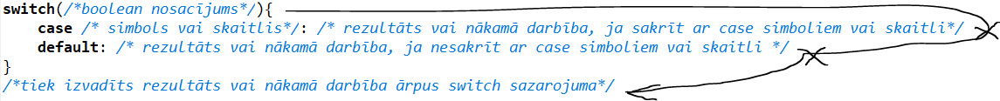 switch(/*boolean nosacījums*/){
case /* simbols vai skaitlis*/: /* rezultāts vai nākamā darbība, ja sakrīt ar case simboliem vai skaitli*/
default: /* rezultāts vai nākamā darbība, ja nesakrīt ar case simboliem vai skaitli */
}
/*tiek izvadīts rezultāts vai nākamā darbība ārpus switch sazarojuma*/